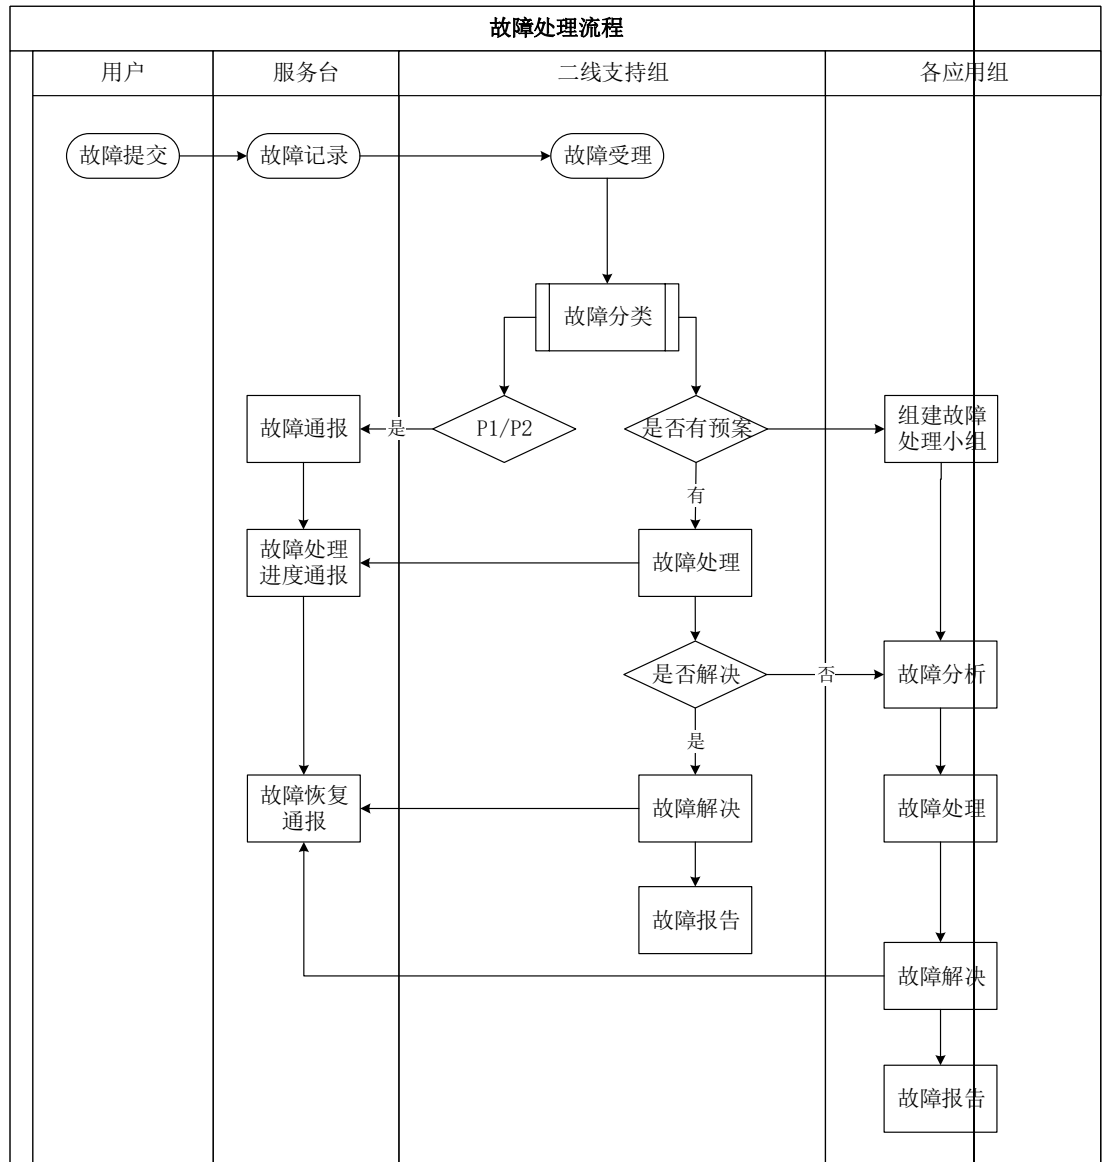 故障处理流程
用户
服务台
二线支持组
各应用组
故障提交
故障记录
故障受理
故障分类
故障通报
是
P1/P2
是否有预案
组建故障
处理小组
有
故障处理
进度通报
故障处理
是否解决
否
故障分析
是
故障恢复
通报
故障解决
故障处理
故障报告
故障解决
故障报告